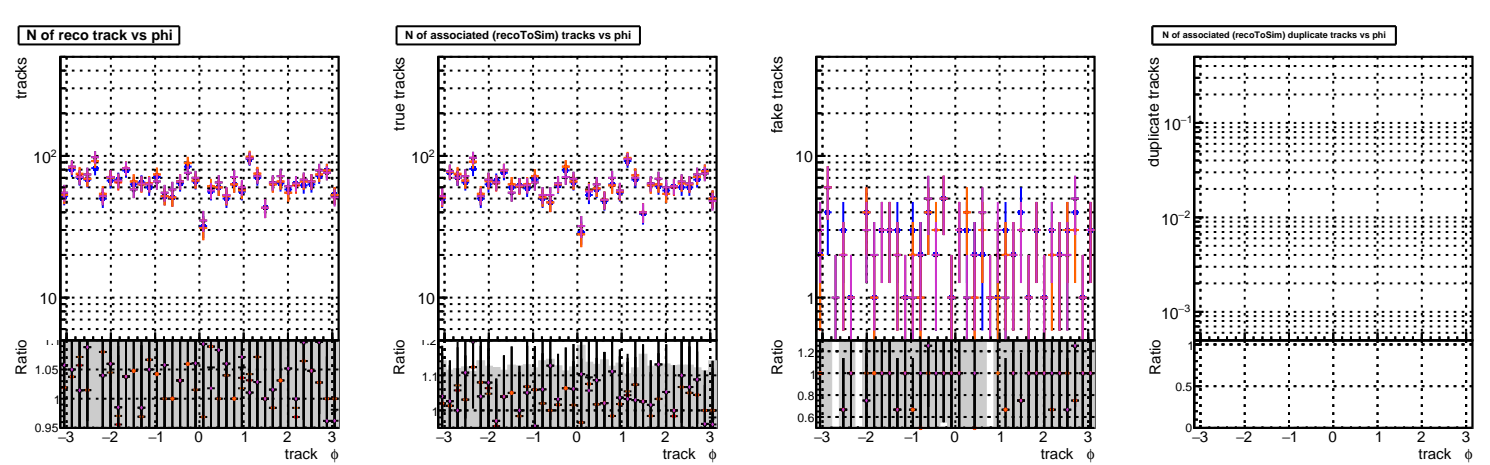 N of reco track vs phi
tracks
10²
10
Ratio
1.05
1
0.95
−3 −2 −1 0 1 2 3
track ϕ
N of associated (recoToSim) tracks vs phi
true tracks
10²
10
Ratio
1.2
1.1
1
−3 −2 −1 0 1 2 3
track ϕ
fake tracks
10
1
Ratio
1.2
1
0.8
0.6
−3 −2 −1 0 1 2 3
track ϕ
N of associated (recoToSim) duplicate tracks vs phi
duplicate tracks
10⁻¹
10⁻²
10⁻³
Ratio
1
0.5
0
−3 −2 −1 0 1 2 3
track ϕ